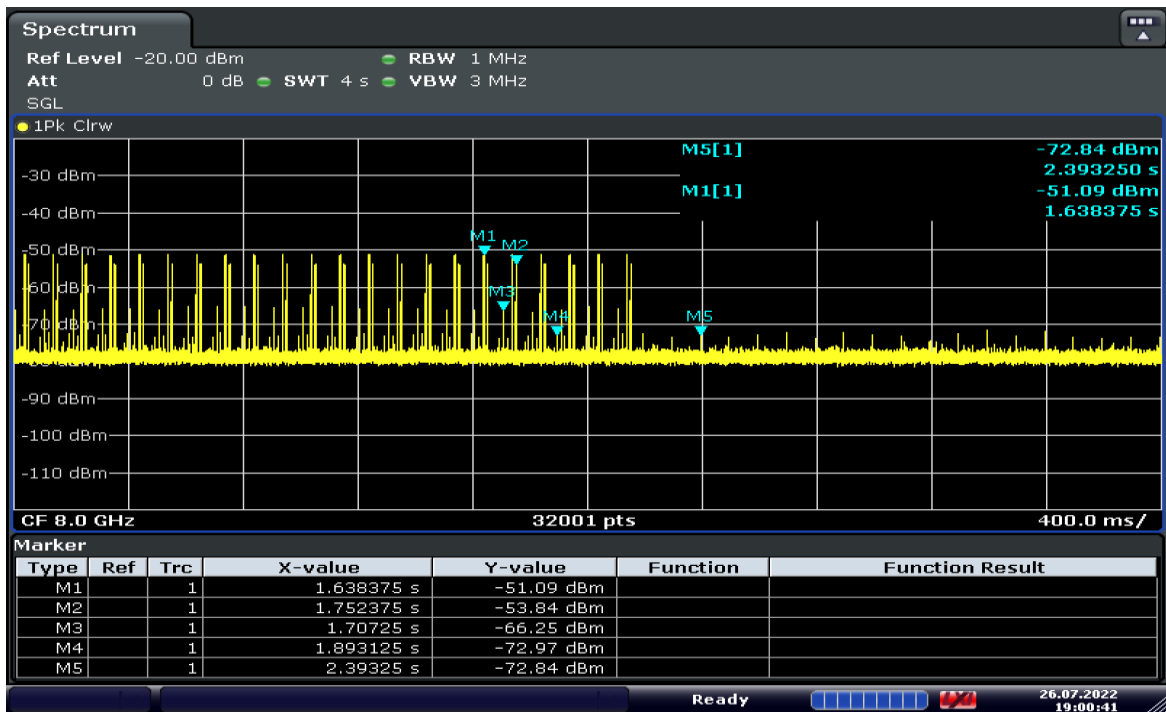 Spectrum
Ref Level -20.00 dBm RBW 1 MHz
Att 0 dB SWT 4 s VBW 3 MHz
SGL
1Pk Clrw
M5[1] -72.84 dBm
2.393250 s
M1[1] -51.09 dBm
1.638375 s
-30 dBm
-40 dBm
-50 dBm
-60 dBm
-70 dBm
-90 dBm
-100 dBm
-110 dBm
M1
M2
M3
M4
M5
CF 8.0 GHz 32001 pts 400.0 ms/
Marker
Type Ref Trc X-value Y-value Function Function Result
M1 1 1.638375 s -51.09 dBm
M2 1 1.752375 s -53.84 dBm
M3 1 1.70725 s -66.25 dBm
M4 1 1.893125 s -72.97 dBm
M5 1 2.39325 s -72.84 dBm
Ready 26.07.2022
19:00:41